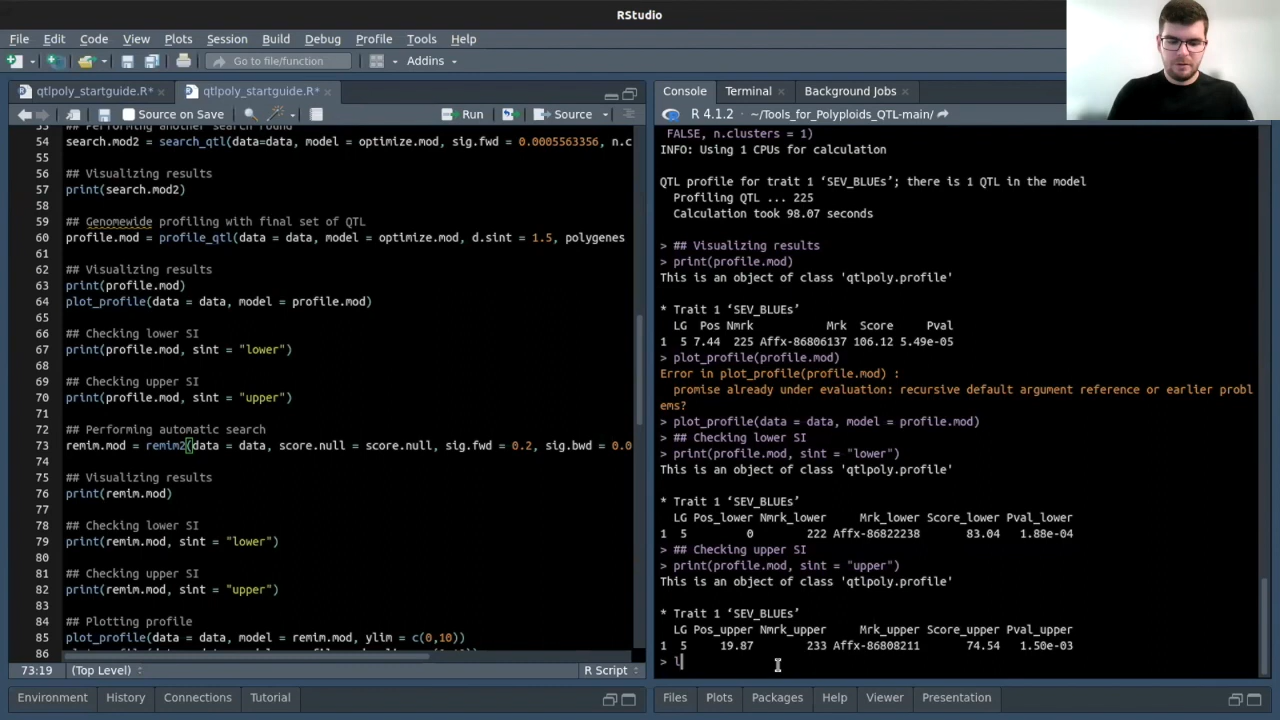 RStudio
File Edit Code View Plots Session Build Debug Profile Tools Help
Go to file/function Addins
qtlpoly_startguide.R* qtlpoly_startguide.R*
Source on Save Run Source
53 ## Performing another search round
54 search.mod2 = search_qtl(data=data, model = optimize.mod, sig.fwd = 0.0005563356, n.c
55
56 ## Visualizing results
57 print(search.mod2)
58
59 ## Genomewide profiling with final set of QTL
60 profile.mod = profile_qtl(data = data, model = optimize.mod, d.sint = 1.5, polygenes
61
62 ## Visualizing results
63 print(profile.mod)
64 plot_profile(data = data, model = profile.mod)
65
66 ## Checking lower SI
67 print(profile.mod, sint = "lower")
68
69 ## Checking upper SI
70 print(profile.mod, sint = "upper")
71
72 ## Performing automatic search
73 remim.mod = remim2(data = data, score.null = score.null, sig.fwd = 0.2, sig.bwd = 0.0
74
75 ## Visualizing results
76 print(remim.mod)
77
78 ## Checking lower SI
79 print(remim.mod, sint = "lower")
80
81 ## Checking upper SI
82 print(remim.mod, sint = "upper")
83
84 ## Plotting profile
85 plot_profile(data = data, model = remim.mod, ylim = c(0,10))
86
73:19 (Top Level) R Script
Environment History Connections Tutorial
Console Terminal Background Jobs
R 4.1.2 · ~/Tools_for_Polyploids_QTL-main/
FALSE, n.clusters = 1)
INFO: Using 1 CPUs for calculation
QTL profile for trait 1 ‘SEV_BLUEs’; there is 1 QTL in the model
Profiling QTL ... 225
Calculation took 98.07 seconds
> ## Visualizing results
> print(profile.mod)
This is an object of class 'qtlpoly.profile'
* Trait 1 ‘SEV_BLUEs’
LG Pos Nmrk Mrk Score Pval
1 5 7.44 225 Affx-86806137 106.12 5.49e-05
> plot_profile(profile.mod)
Error in plot_profile(profile.mod) :
promise already under evaluation: recursive default argument reference or earlier probl
ems?
> plot_profile(data = data, model = profile.mod)
> ## Checking lower SI
> print(profile.mod, sint = "lower")
This is an object of class 'qtlpoly.profile'
* Trait 1 ‘SEV_BLUEs’
LG Pos_lower Nmrk_lower Mrk_lower Score_lower Pval_lower
1 5 0 222 Affx-86822238 83.04 1.88e-04
> ## Checking upper SI
> print(profile.mod, sint = "upper")
This is an object of class 'qtlpoly.profile'
* Trait 1 ‘SEV_BLUEs’
LG Pos_upper Nmrk_upper Mrk_upper Score_upper Pval_upper
1 5 19.87 233 Affx-86808211 74.54 1.50e-03
> l
Files Plots Packages Help Viewer Presentation